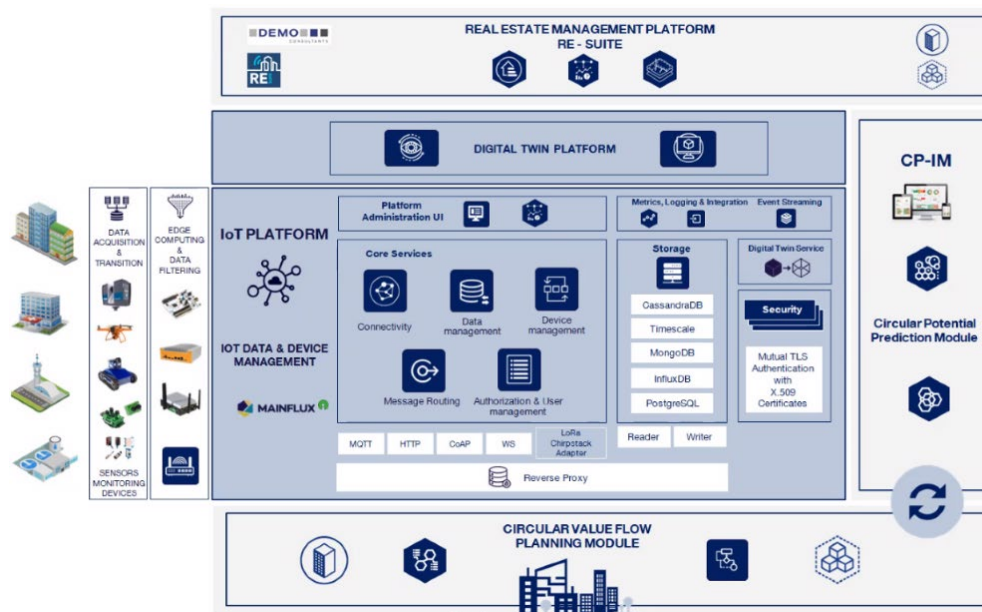 DEMO
CONSULTANTS
RE
REAL ESTATE MANAGEMENT PLATFORM
RE - SUITE
DIGITAL TWIN PLATFORM
DATA
ACQUISITION
&
TRANSITION
SENSORS
MONITORING
DEVICES
EDGE
COMPUTING
&
DATA
FILTERING
IoT PLATFORM
IOT DATA & DEVICE
MANAGEMENT
MAINFLUX
Platform
Administration UI
Metrics, Logging & Integration
Event Streaming
Core Services
Connectivity
Data
management
Device
management
Message Routing
Authorization & User
management
Storage
CassandraDB
Timescale
MongoDB
InfluxDB
PostgreSQL
Reader
Writer
Digital Twin Service
Security
Mutual TLS
Authentication
with
X.509
Certificates
MQTT
HTTP
CoAP
WS
LoRa
Chirpstack
Adapter
Reverse Proxy
CP-IM
Circular Potential
Prediction Module
CIRCULAR VALUE FLOW
PLANNING MODULE